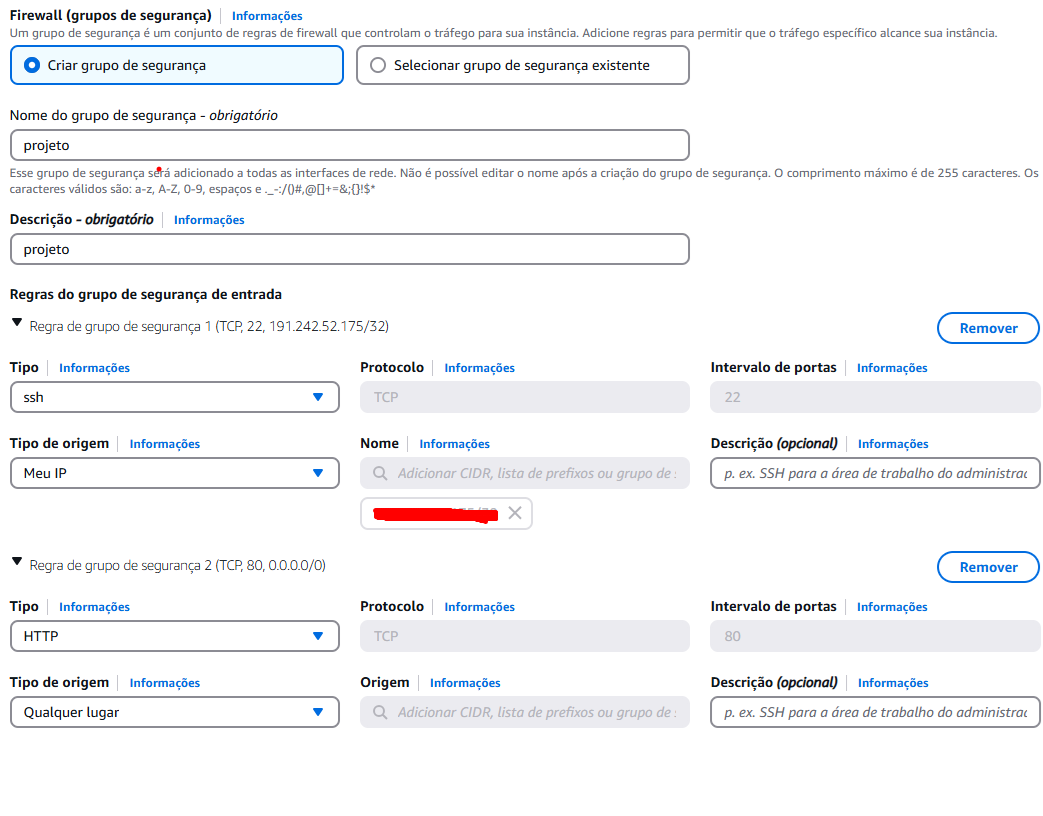 Firewall (grupos de segurança) Informações
Um grupo de segurança é um conjunto de regras de firewall que controlam o tráfego para sua instância. Adicione regras para permitir que o tráfego específico alcance sua instância.
Criar grupo de segurança Selecionar grupo de segurança existente
Nome do grupo de segurança - obrigatório
projeto
Esse grupo de segurança será adicionado a todas as interfaces de rede. Não é possível editar o nome após a criação do grupo de segurança. O comprimento máximo é de 255 caracteres. Os
caracteres válidos são: a-z, A-Z, 0-9, espaços e ._-:/()#,@[]+=&;{}!$*
Descrição - obrigatório Informações
projeto
Regras do grupo de segurança de entrada
Regra de grupo de segurança 1 (TCP, 22, 191.242.52.175/32)
Remover
Tipo Informações Protocolo Informações Intervalo de portas Informações
ssh TCP 22
Tipo de origem Informações Nome Informações Descrição (opcional) Informações
Meu IP Adicionar CIDR, lista de prefixos ou grupo de p. ex. SSH para a área de trabalho do
Regra de grupo de segurança 2 (TCP, 80, 0.0.0.0/0)
Remover
Tipo Informações Protocolo Informações Intervalo de portas Informações
HTTP TCP 80
Tipo de origem Informações Origem Informações Descrição (opcional) Informações
Qualquer lugar Adicionar CIDR, lista de prefixos ou grupo de p. ex. SSH para a área de trabalho do